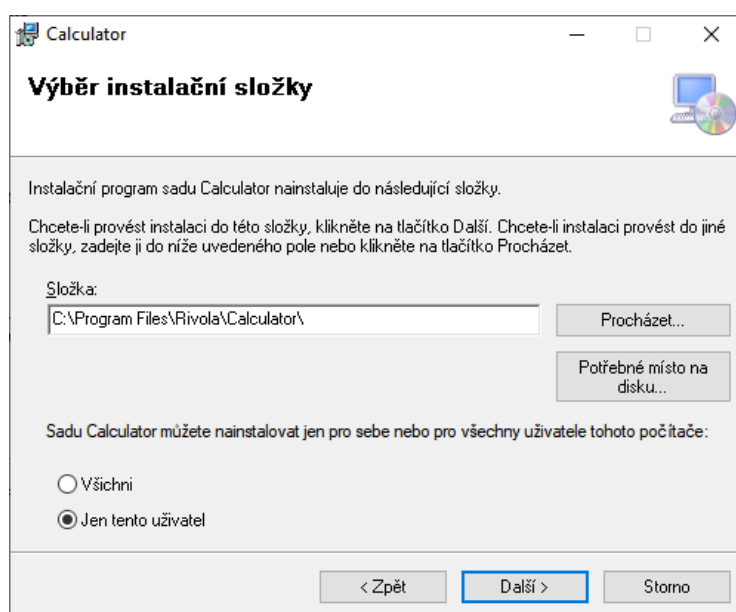 Calculator
Výběr instalační složky
Instalační program sadu Calculator nainstaluje do následující složky.
Chcete-li provést instalaci do této složky, klikněte na tlačítko Další. Chcete-li instalaci provést do jiné
složky, zadejte ji do níže uvedeného pole nebo klikněte na tlačítko Procházet.
Složka:
C:\Program Files\Rivola\Calculator\
Procházet...
Potřebné místo na
disku...
Sadu Calculator můžete nainstalovat jen pro sebe nebo pro všechny uživatele tohoto počítače:
Všichni
Jen tento uživatel
< Zpět
Další >
Storno